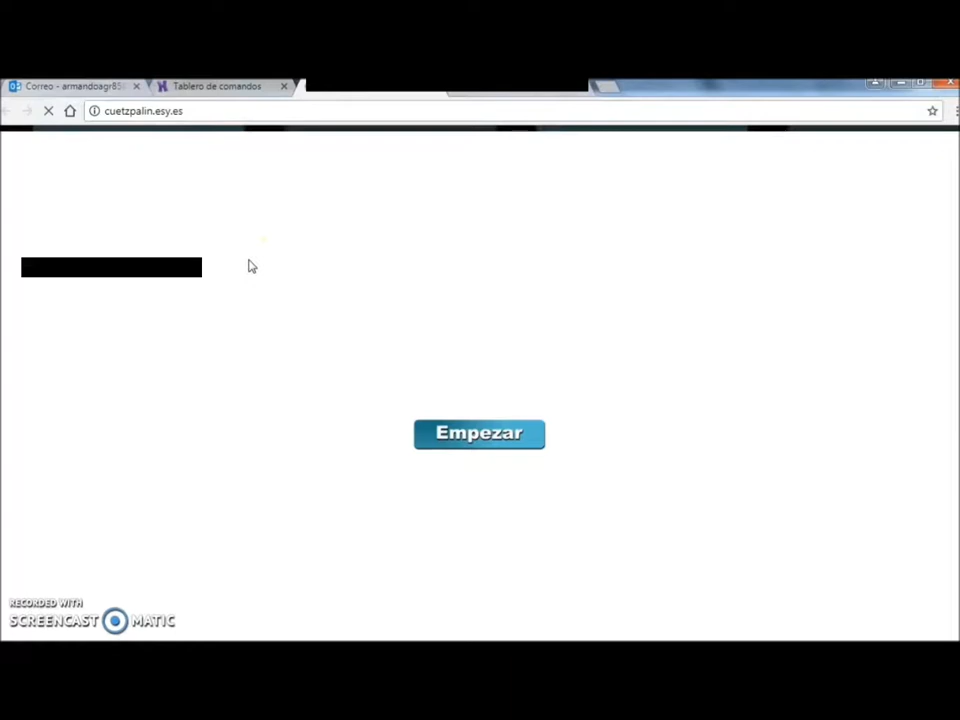 Correo - armandoagr85
Tablero de comandos
cuetzpalin.esy.es
Empezar
RECORDED WITH
SCREENCAST MATIC